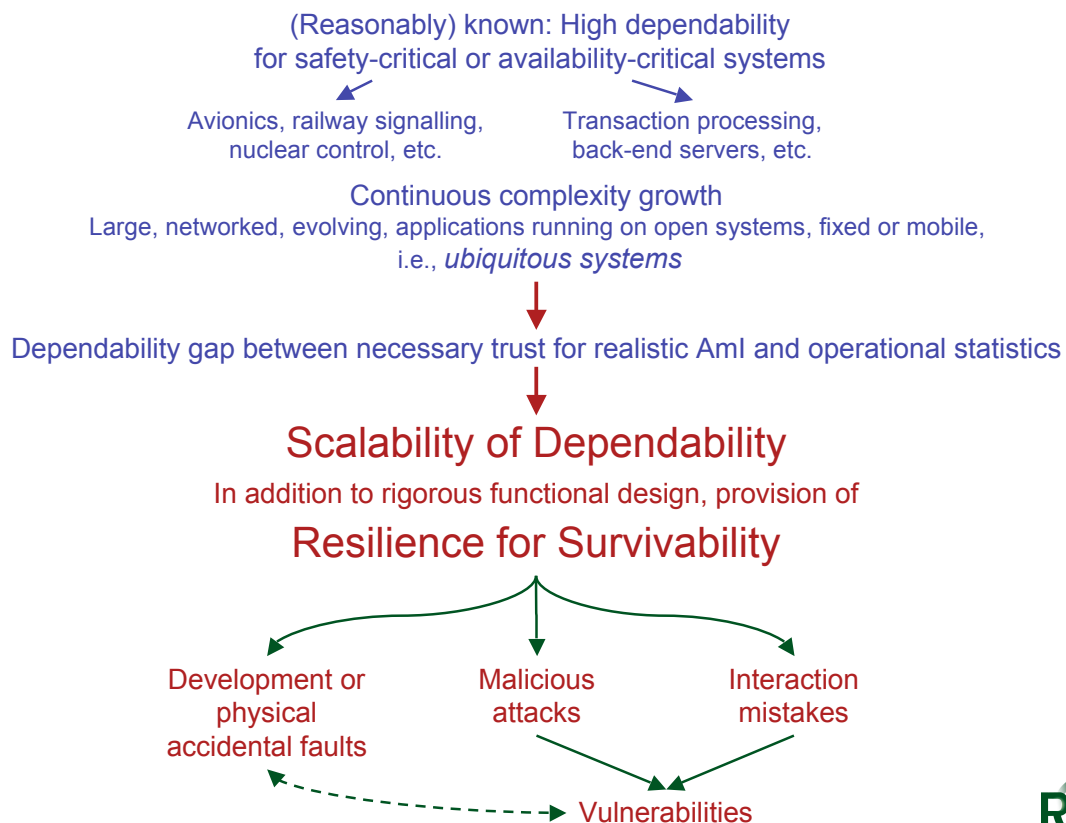 (Reasonably) known: High dependability
for safety-critical or availability-critical systems
Avionics, railway signalling,
nuclear control, etc.
Transaction processing,
back-end servers, etc.
Continuous complexity growth
Large, networked, evolving, applications running on open systems, fixed or mobile,
i.e., ubiquitous systems
Dependability gap between necessary trust for realistic AmI and operational statistics
Scalability of Dependability
In addition to rigorous functional design, provision of
Resilience for Survivability
Development or
physical
accidental faults
Malicious
attacks
Interaction
mistakes
Vulnerabilities
R